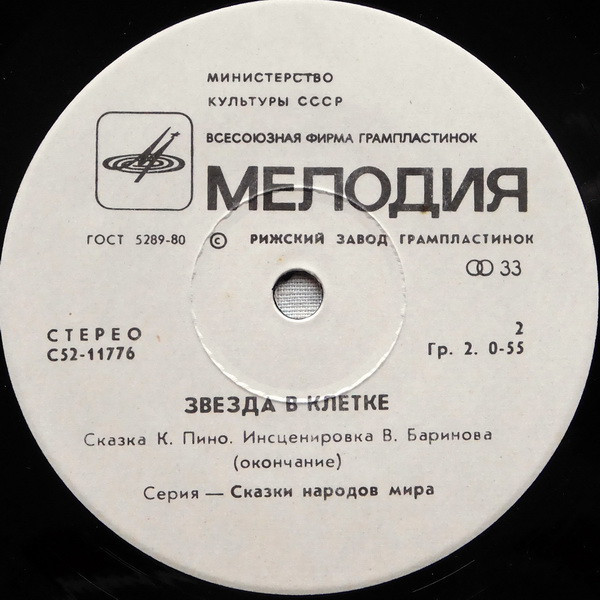 МИНИСТЕРСТВО
КУЛЬТУРЫ СССР
ВСЕСОЮЗНАЯ ФИРМА ГРАМПЛАСТИНОК
МЕЛОДИЯ
ГОСТ 5289-80 © РИЖСКИЙ ЗАВОД ГРАМПЛАСТИНОК
33
СТЕРЕО 2
С52-11776 Гр. 2. 0-55
ЗВЕЗДА В КЛЕТКЕ
Сказка К. Пино. Инсценировка В. Баринова
(окончание)
Серия — Сказки народов мира